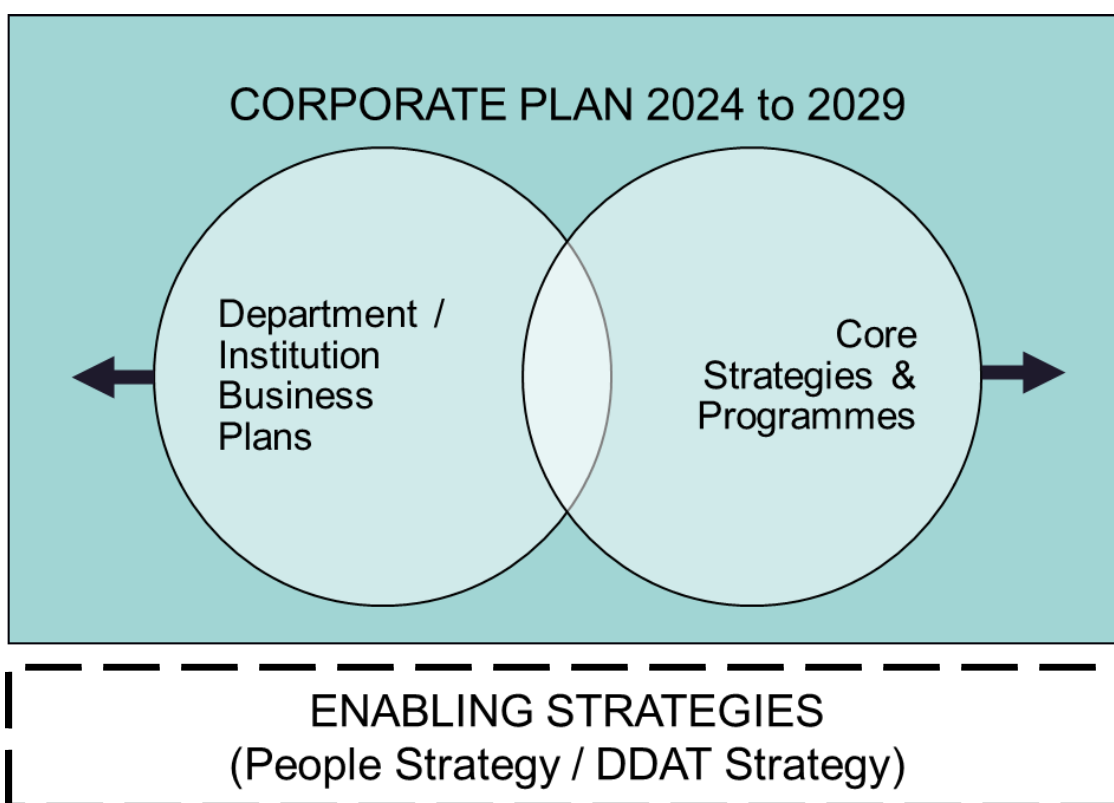 CORPORATE PLAN 2024 to 2029
Department /
Institution
Business
Plans
Core
Strategies &
Programmes
ENABLING STRATEGIES
(People Strategy / DDAT Strategy)